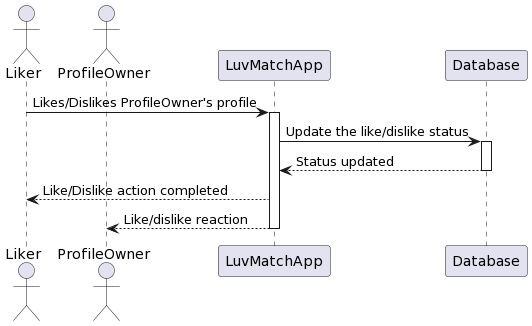 Liker ProfileOwner LuvMatchApp Database
Likes/Dislikes ProfileOwner's profile
Update the like/dislike status
Status updated
Like/Dislike action completed
Like/dislike reaction
Liker ProfileOwner LuvMatchApp Database